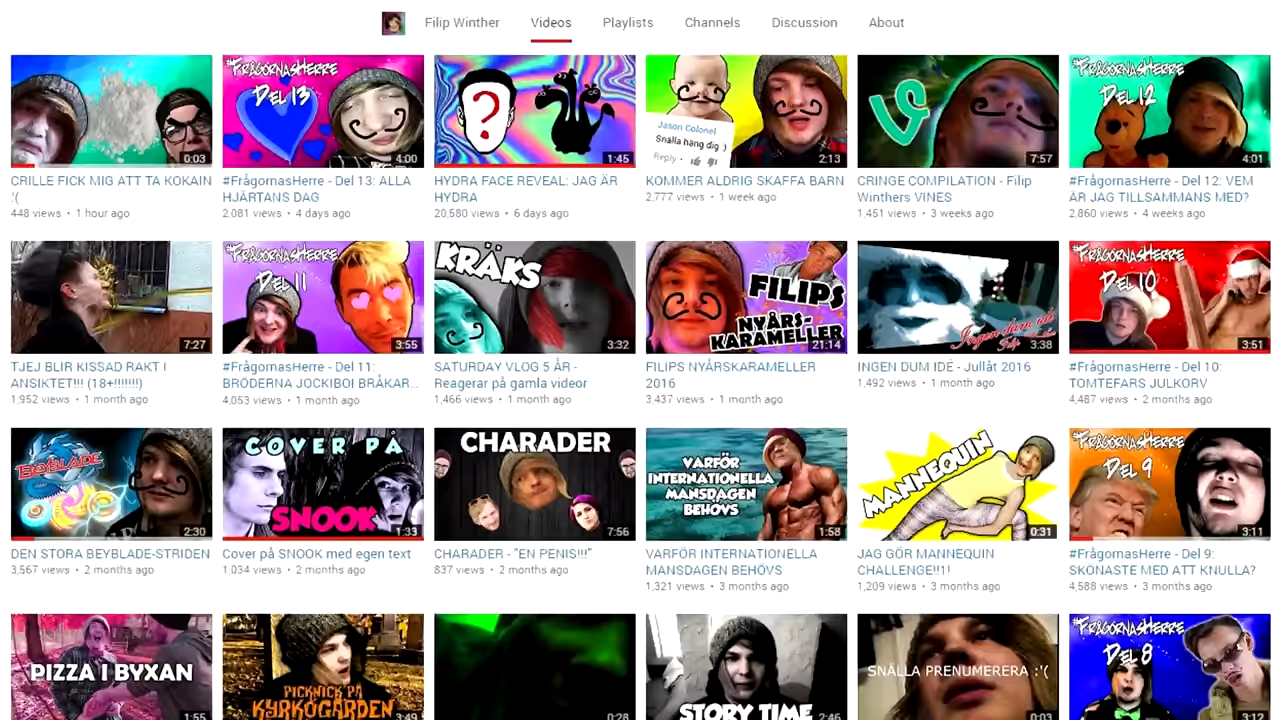 Filip Winther Videos Playlists Channels Discussion About
0:03
#FRÅGORNASHERRE
DEL 13
4:00
?
1:45
Jason Colonel
Snälla häng dig :)
Reply
2:13
7:57
#FRÅGORNASHERRE
DEL 12
4:01
CRILLE FICK MIG ATT TA KOKAIN
:'(
448 views • 1 hour ago
#FrågornasHerre - Del 13: ALLA
HJÄRTANS DAG
2,081 views • 4 days ago
HYDRA FACE REVEAL: JAG ÄR
HYDRA
20,580 views • 6 days ago
KOMMER ALDRIG SKAFFA BARN
2,777 views • 1 week ago
CRINGE COMPILATION - Filip
Winthers VINES
1,451 views • 3 weeks ago
#FrågornasHerre - Del 12: VEM
ÄR JAG TILLSAMMANS MED?
2,860 views • 4 weeks ago
7:27
#FRÅGORNASHERRE
DEL 11
3:55
KRÄKS
3:32
FILIPS
NYÅRS-
KARAMELLER
21:14
Ingen dum idé
Filip
3:38
#FRÅGORNASHERRE
DEL 10
3:51
TJEJ BLIR KISSAD RAKT I
ANSIKTET!!! (18+!!!!!!!)
1,952 views • 1 month ago
#FrågornasHerre - Del 11:
BRÖDERNA JOCKIBOI BRÅKAR...
4,053 views • 1 month ago
SATURDAY VLOG 5 ÅR -
Reagerar på gamla videor
1,466 views • 1 month ago
FILIPS NYÅRSKARAMELLER
2016
3,437 views • 1 month ago
INGEN DUM IDÉ - Jullåt 2016
1,492 views • 1 month ago
#FrågornasHerre - Del 10:
TOMTEFARS JULKORV
4,487 views • 2 months ago
BEYBLADE
2:30
COVER PÅ
SNOOK
1:33
CHARADER
7:56
VARFÖR
INTERNATIONELLA
MANSDAGEN
BEHÖVS
1:58
MANNEQUIN
0:31
#FRÅGORNASHERRE
DEL 9
3:11
DEN STORA BEYBLADE-STRIDEN
3,567 views • 2 months ago
Cover på SNOOK med egen text
1,034 views • 2 months ago
CHARADER - "EN PENIS!!!"
837 views • 2 months ago
VARFÖR INTERNATIONELLA
MANSDAGEN BEHÖVS
1,321 views • 3 months ago
JAG GÖR MANNEQUIN
CHALLENGE!!1!
1,209 views • 3 months ago
#FrågornasHerre - Del 9:
SKÖNASTE MED ATT KNULLA?
4,588 views • 3 months ago
PIZZA I BYXAN
1:55
PICKNICK PÅ
KYRKOGÅRDEN
3:49
0:28
STORY TIME
2:46
SNÄLLA PRENUMERERA :'(
0:03
#FRÅGORNASHERRE
DEL 8
3:12